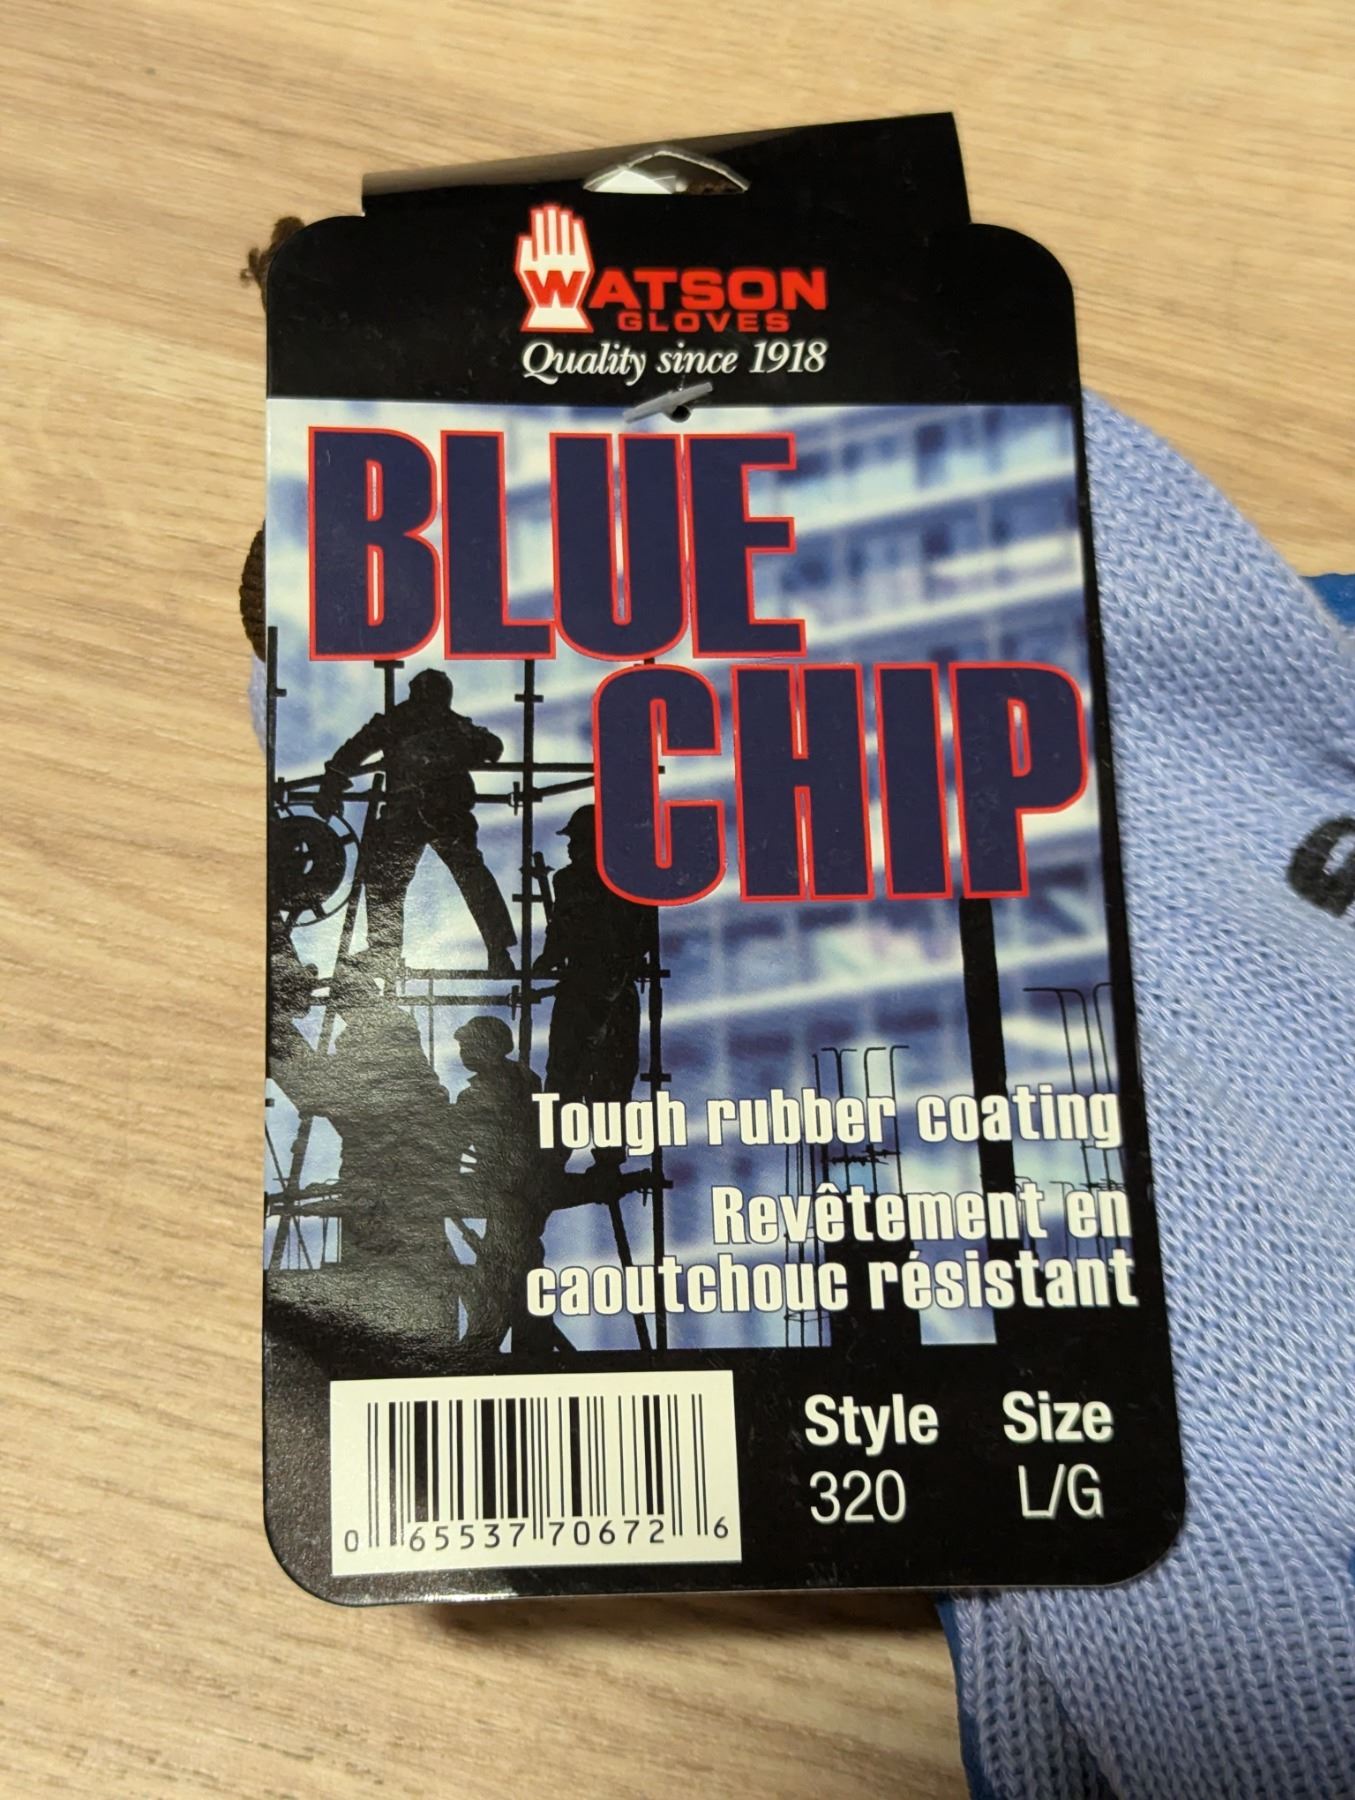 WATSON
GLOVES
Quality since 1918
BLUE
CHIP
Tough rubber coating
Revêtement en
caoutchouc résistant
Style Size
320 L/G
0 65537 70672 6